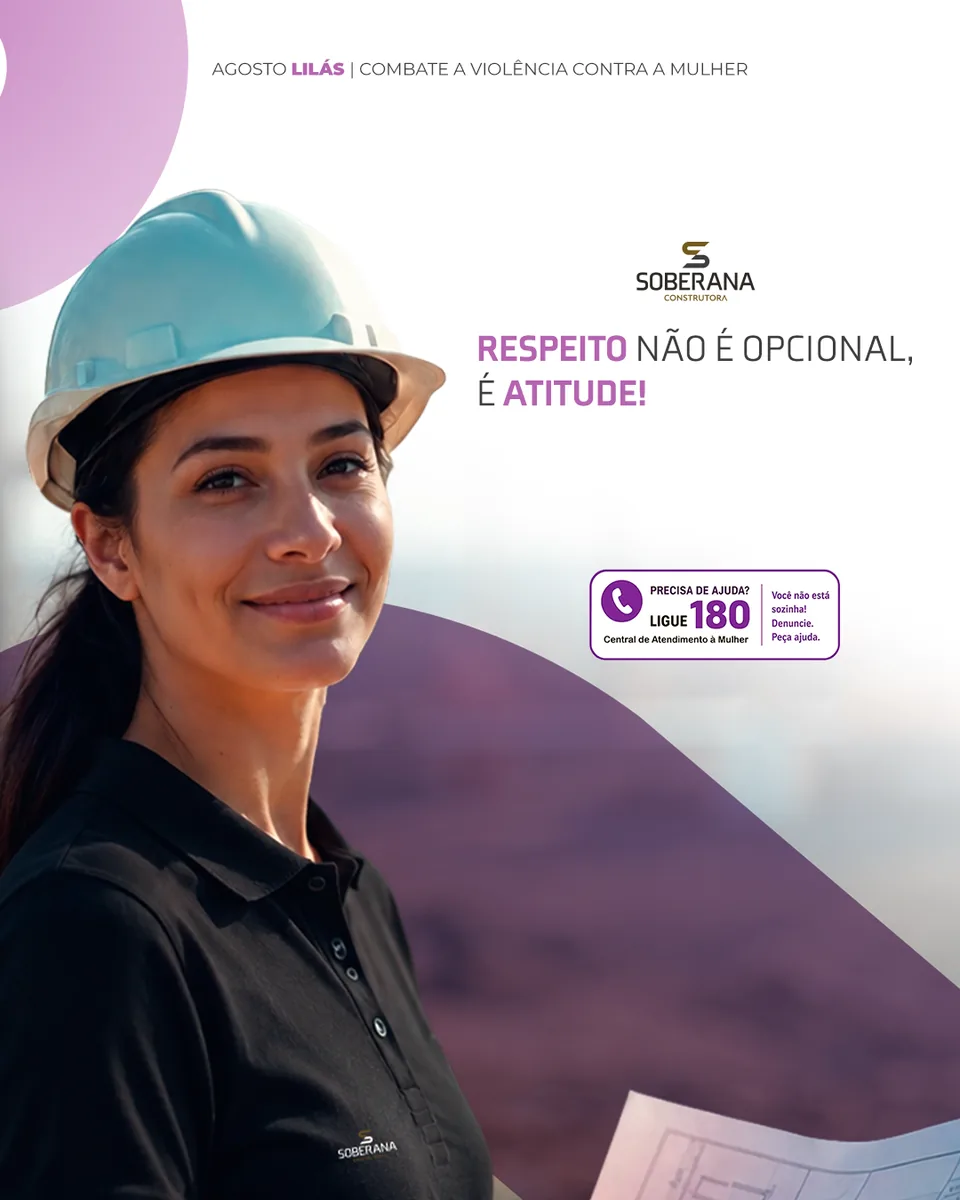 AGOSTO LILÁS | COMBATE A VIOLÊNCIA CONTRA A MULHER
SOBERANA
CONSTRUTORA
RESPEITO NÃO É OPCIONAL,
É ATITUDE!
PRECISA DE AJUDA?
LIGUE 180
Central de Atendimento à Mulher
Você não está
sozinha!
Denuncie.
Peça ajuda.
SOBERANA